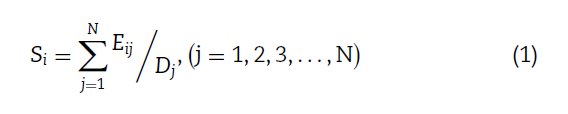 S_i = \sum_{j=1}^{N} E_{ij} / D_j, (j = 1, 2, 3, . . . , N) (1)